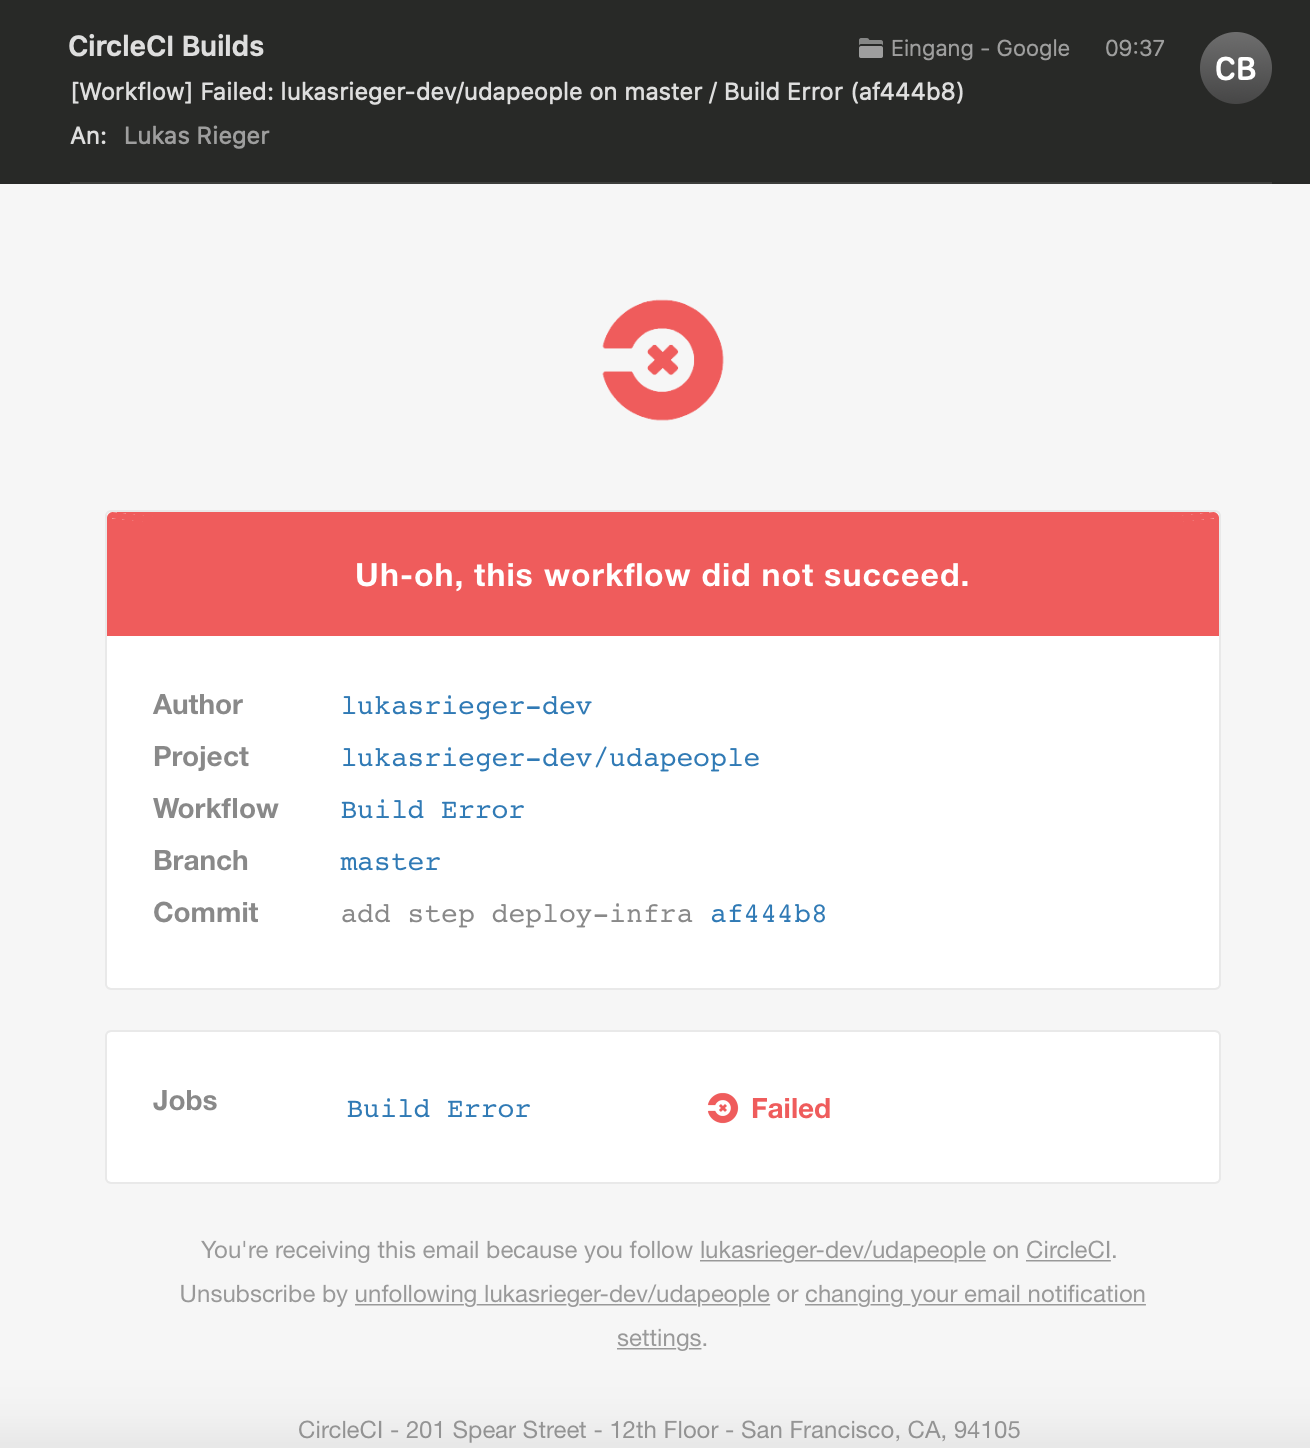 CircleCI Builds
Eingang - Google 09:37
CB
[Workflow] Failed: lukasrieger-dev/udapeople on master / Build Error (af444b8)
An: Lukas Rieger
Uh-oh, this workflow did not succeed.
Author lukasrieger-dev
Project lukasrieger-dev/udapeople
Workflow Build Error
Branch master
Commit add step deploy-infra af444b8
Jobs Build Error Failed
You're receiving this email because you follow lukasrieger-dev/udapeople on CircleCI.
Unsubscribe by unfollowing lukasrieger-dev/udapeople or changing your email notification
settings.
CircleCI - 201 Spear Street - 12th Floor - San Francisco, CA, 94105